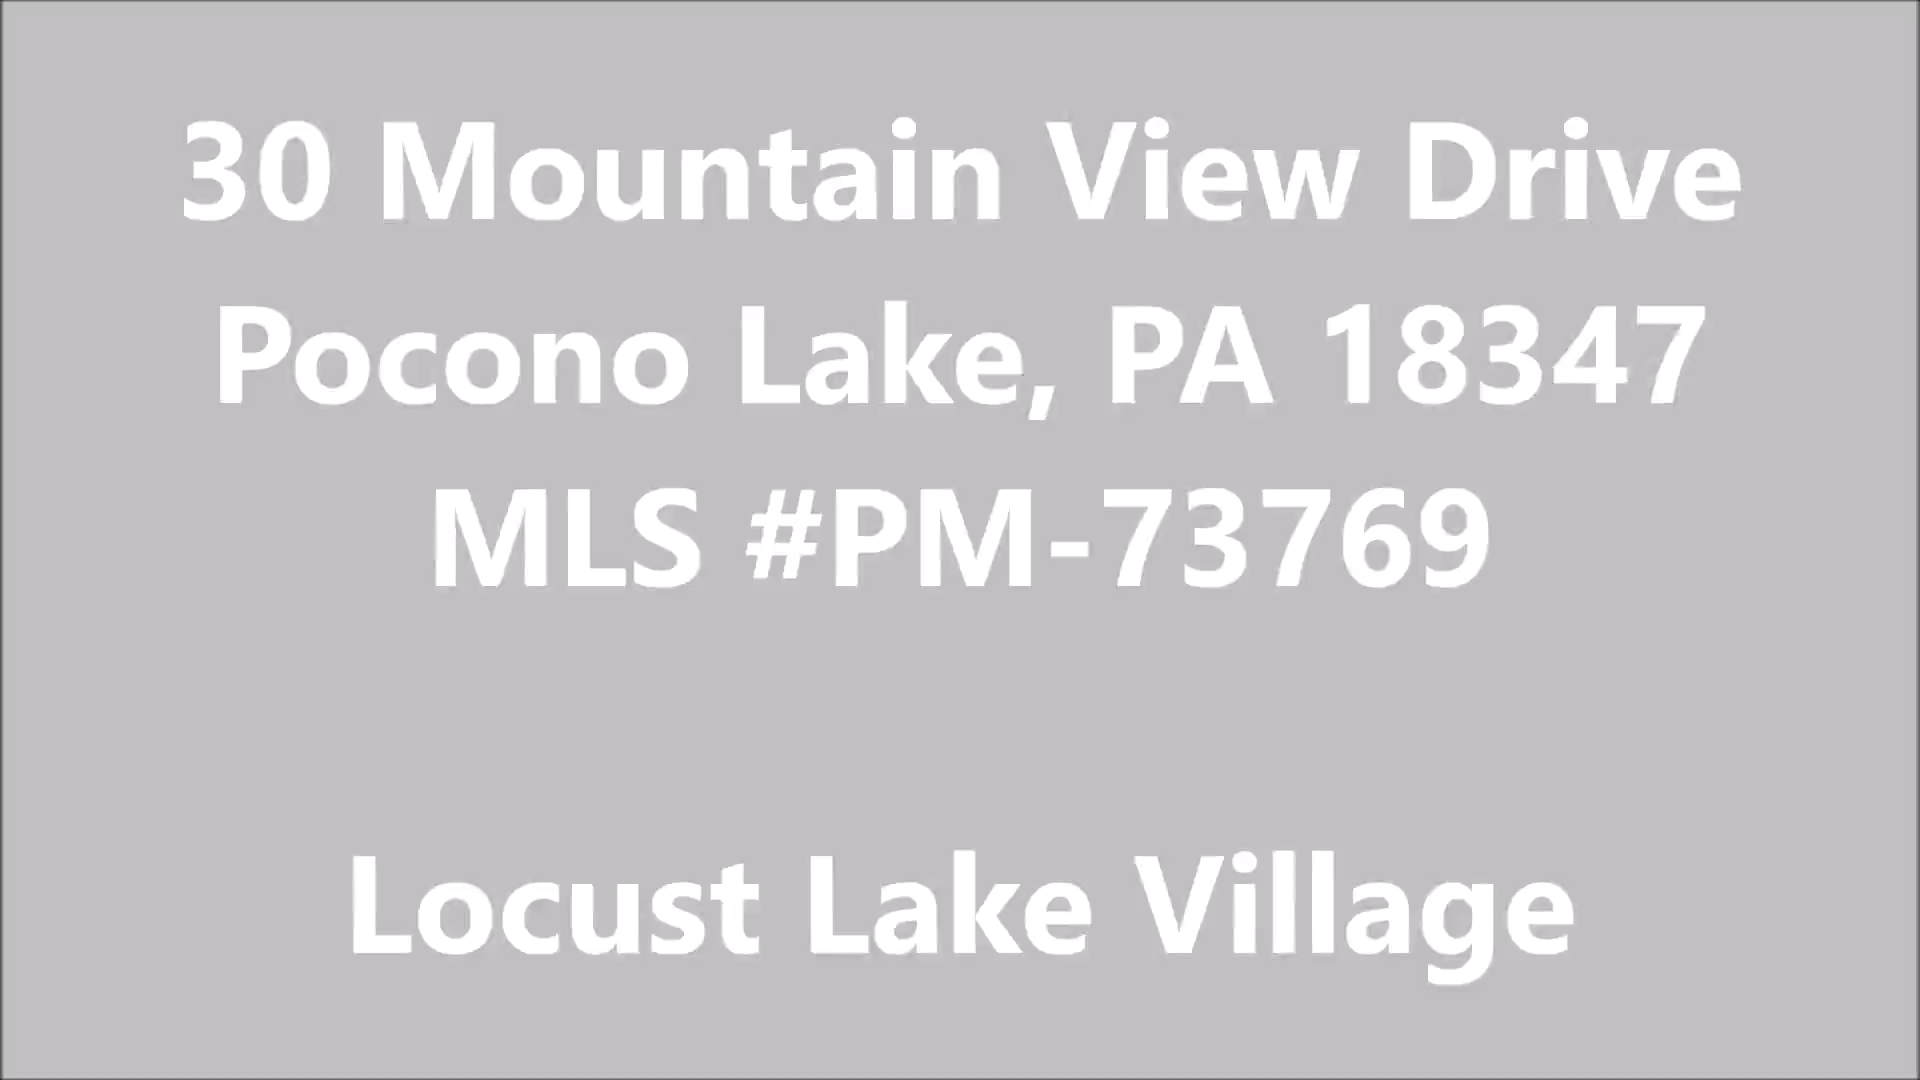 30 Mountain View Drive
Pocono Lake, PA 18347
MLS #PM-73769
Locust Lake Village